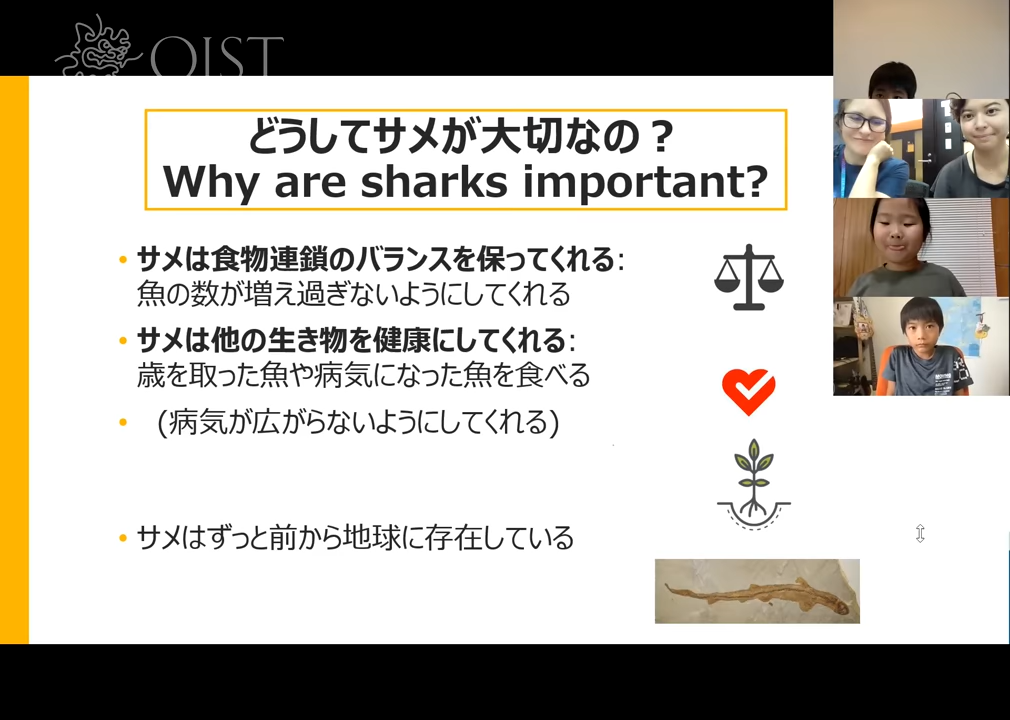 OIST
どうしてサメが大切なの？
Why are sharks important?
• サメは食物連鎖のバランスを保ってくれる:
魚の数が増え過ぎないようにしてくれる
• サメは他の生き物を健康にしてくれる:
歳を取った魚や病気になった魚を食べる
• (病気が広がらないようにしてくれる)
• サメはずっと前から地球に存在している